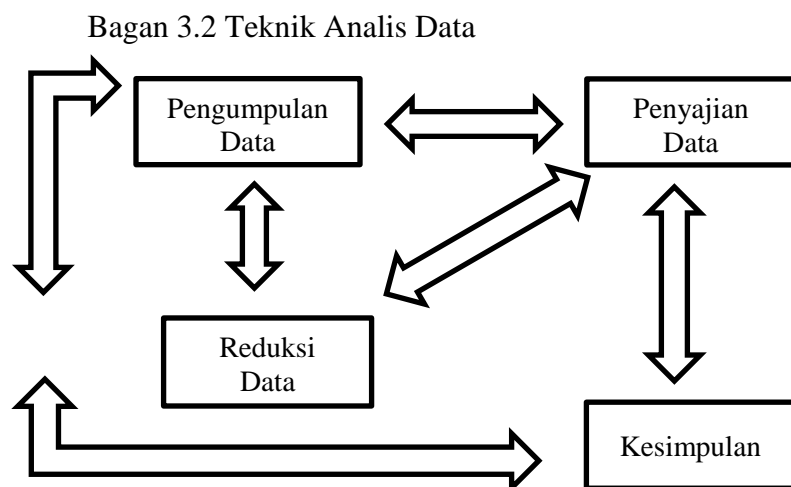 Bagan 3.2 Teknik Analis Data
Pengumpulan
Data
Penyajian
Data
Reduksi
Data
Kesimpulan